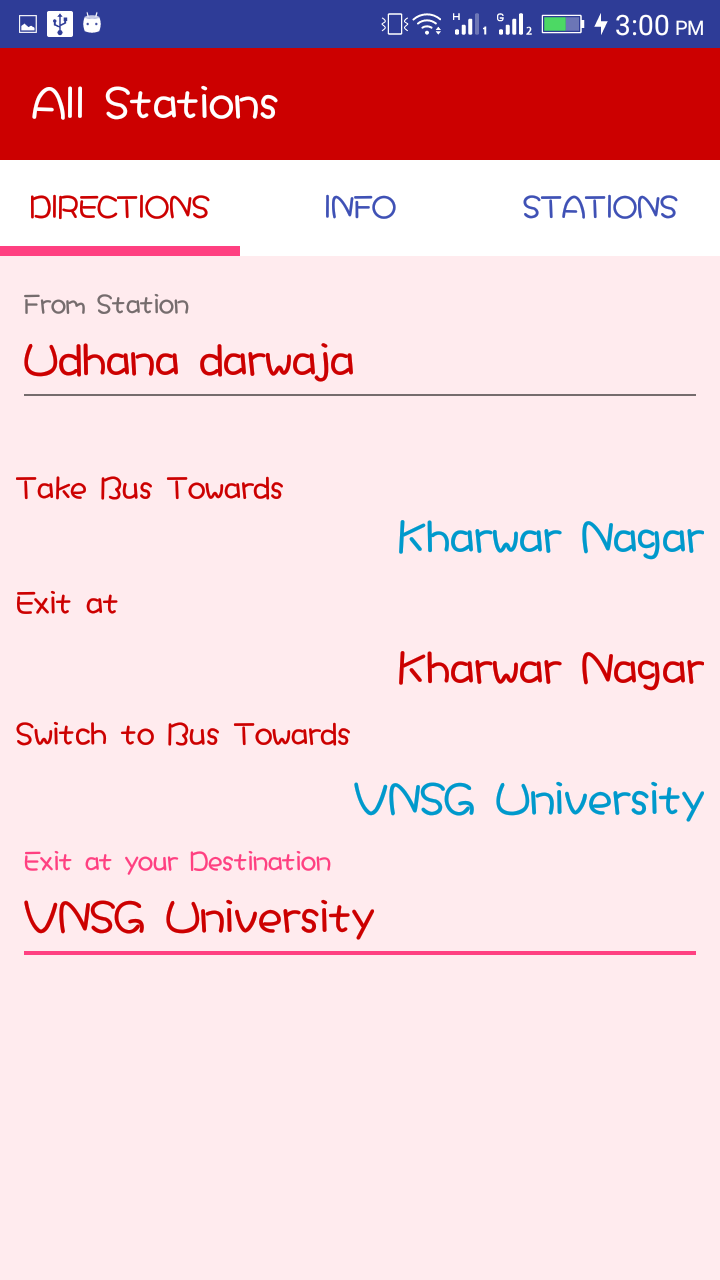 H 1 G 2 3:00 PM
All Stations
DIRECTIONS INFO STATIONS
From Station
Udhana darwaja
Take Bus Towards
Kharwar Nagar
Exit at
Kharwar Nagar
Switch to Bus Towards
VNSG University
Exit at your Destination
VNSG University